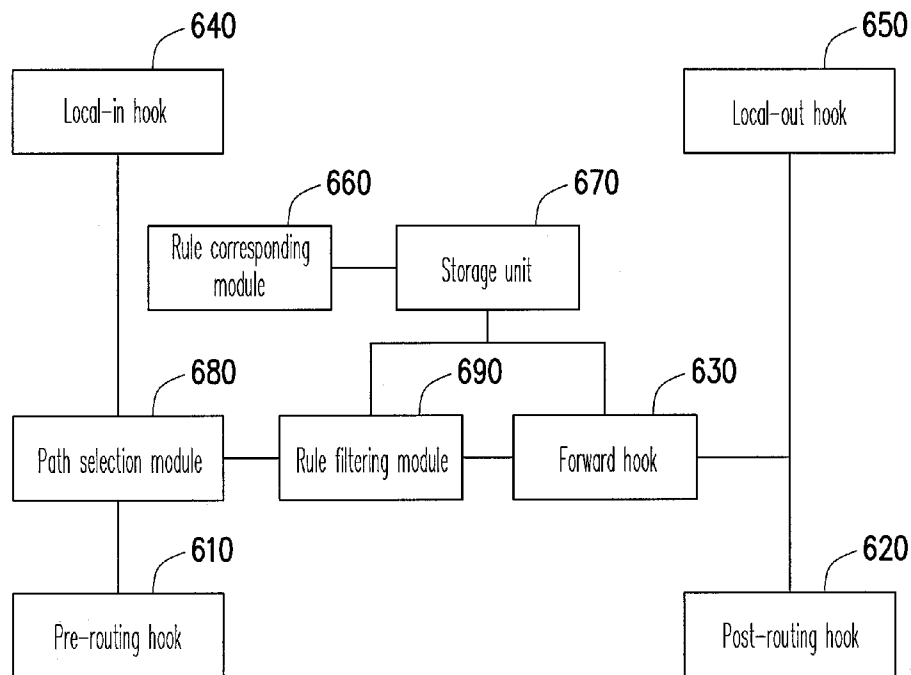 640
650
Local-in hook
Local-out hook
660
670
Rule corresponding
module
Storage unit
680
690
630
Path selection module
Rule filtering module
Forward hook
610
620
Pre-routing hook
Post-routing hook